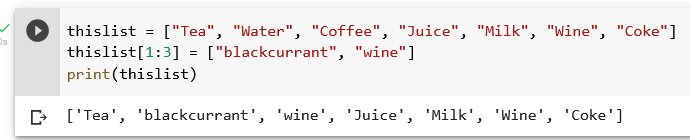 thislist = ["Tea", "Water", "Coffee", "Juice", "Milk", "Wine", "Coke"]
thislist[1:3] = ["blackcurrant", "wine"]
print(thislist)
['Tea', 'blackcurrant', 'wine', 'Juice', 'Milk', 'Wine', 'Coke']